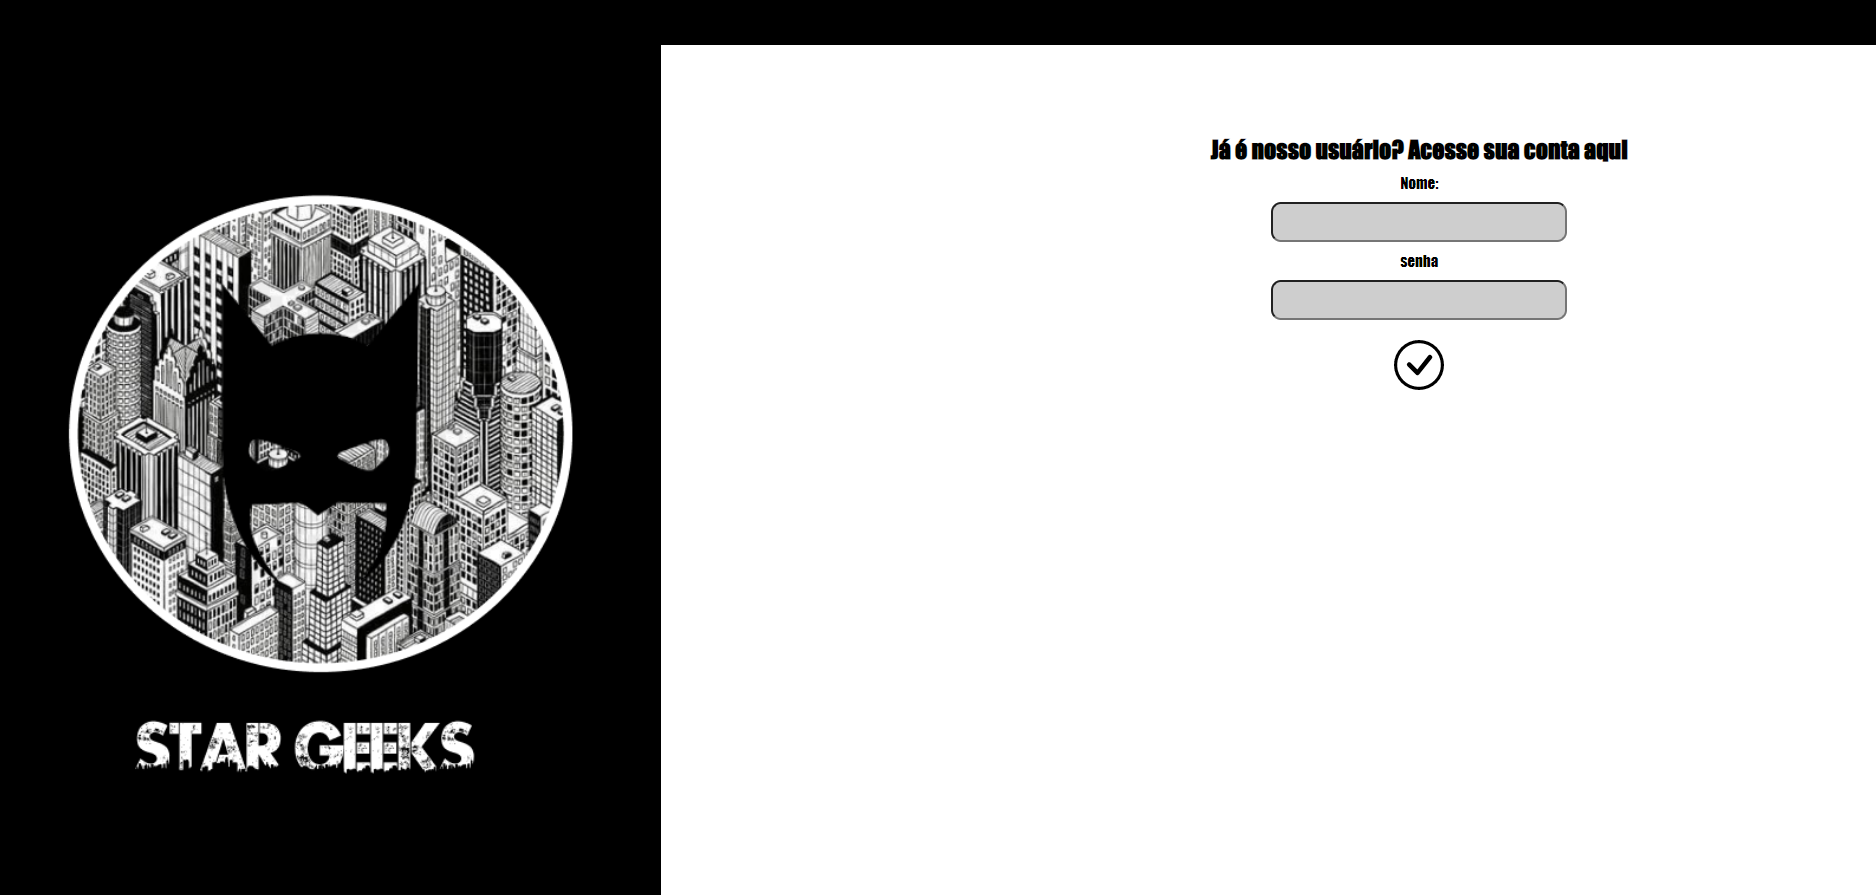 Já é nosso usuário? Acesse sua conta aqui
Nome:
senha
STAR GEEKS